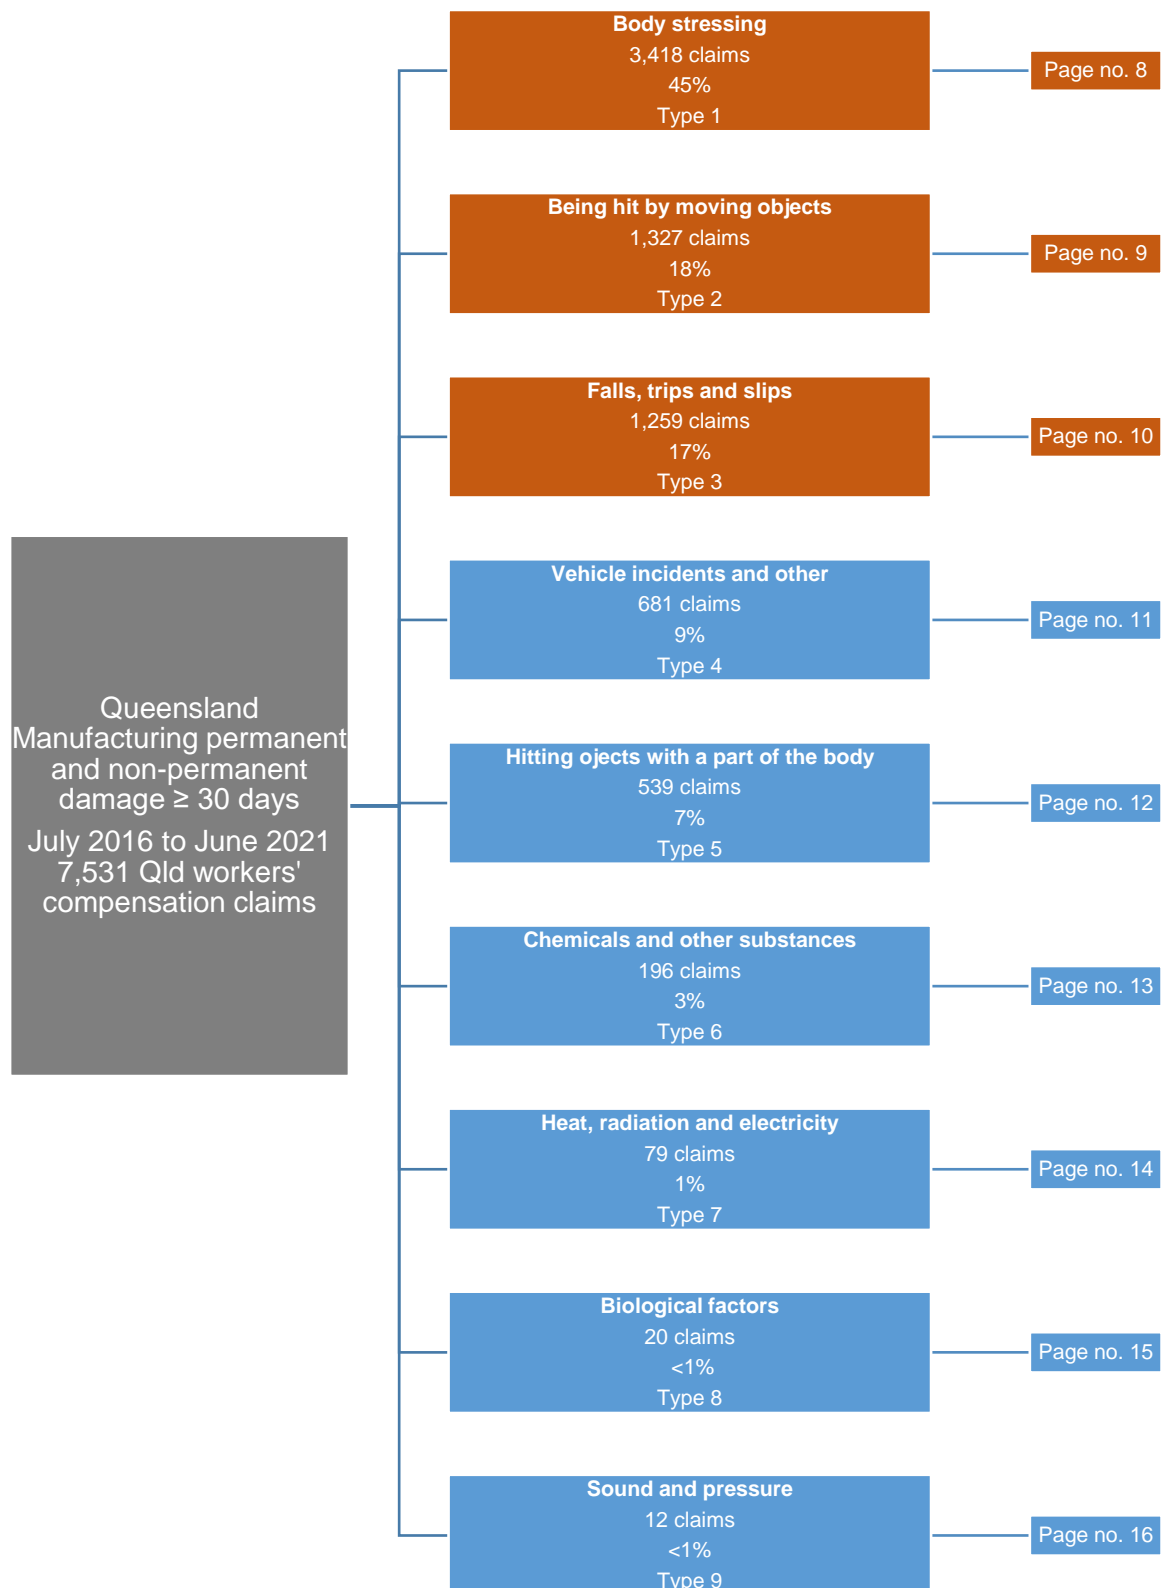 Body stressing
3,418 claims
45%
Type 1
Page no. 8
Being hit by moving objects
1,327 claims
18%
Type 2
Page no. 9
Falls, trips and slips
1,259 claims
17%
Type 3
Page no. 10
Queensland
Manufacturing permanent
and non-permanent
damage ≥ 30 days
July 2016 to June 2021
7,531 Qld workers'
compensation claims
Vehicle incidents and other
681 claims
9%
Type 4
Page no. 11
Hitting ojects with a part of the body
539 claims
7%
Type 5
Page no. 12
Chemicals and other substances
196 claims
3%
Type 6
Page no. 13
Heat, radiation and electricity
79 claims
1%
Type 7
Page no. 14
Biological factors
20 claims
<1%
Type 8
Page no. 15
Sound and pressure
12 claims
<1%
Type 9
Page no. 16